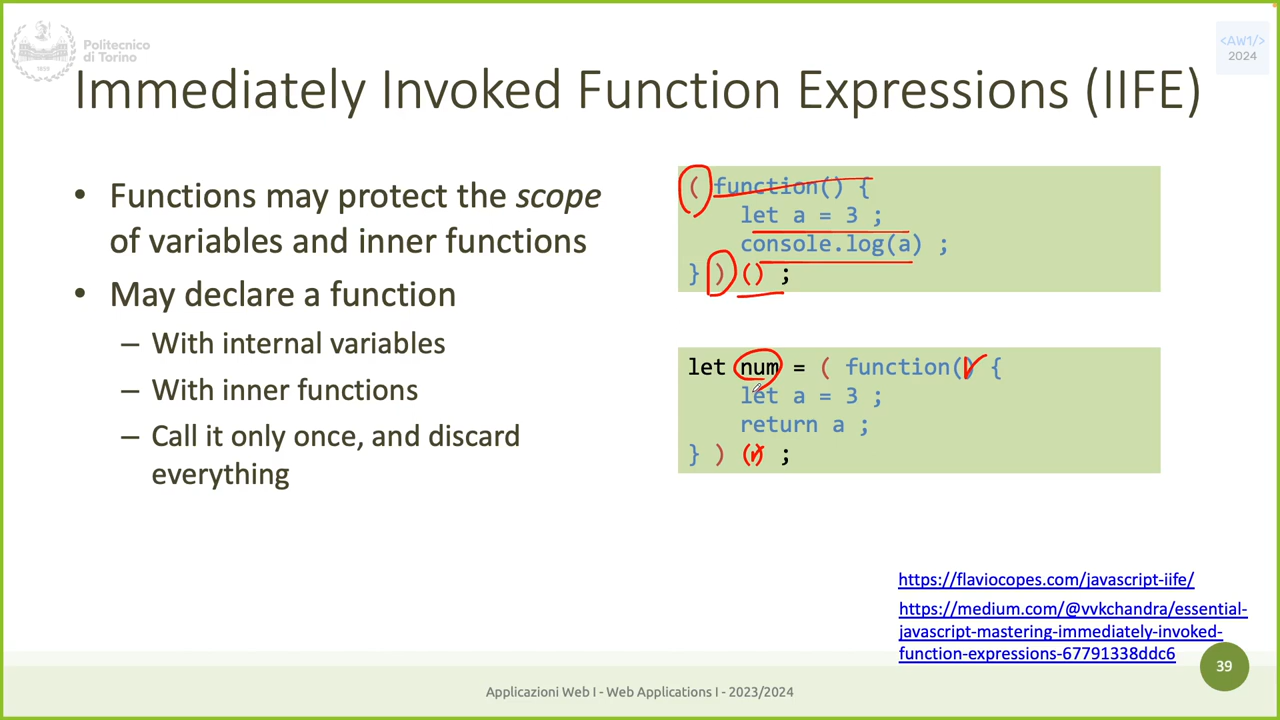 Politecnico
di Torino
<AW1/>
2024
Immediately Invoked Function Expressions (IIFE)
• Functions may protect the scope
of variables and inner functions
• May declare a function
– With internal variables
– With inner functions
– Call it only once, and discard
everything
( function() {
let a = 3 ;
console.log(a) ;
} ) () ;
let num = ( function() {
let a = 3 ;
return a ;
} ) () ;
https://flaviocopes.com/javascript-iife/
https://medium.com/@vvkchandra/essential-
javascript-mastering-immediately-invoked-
function-expressions-67791338ddc6
39
Applicazioni Web I - Web Applications I - 2023/2024